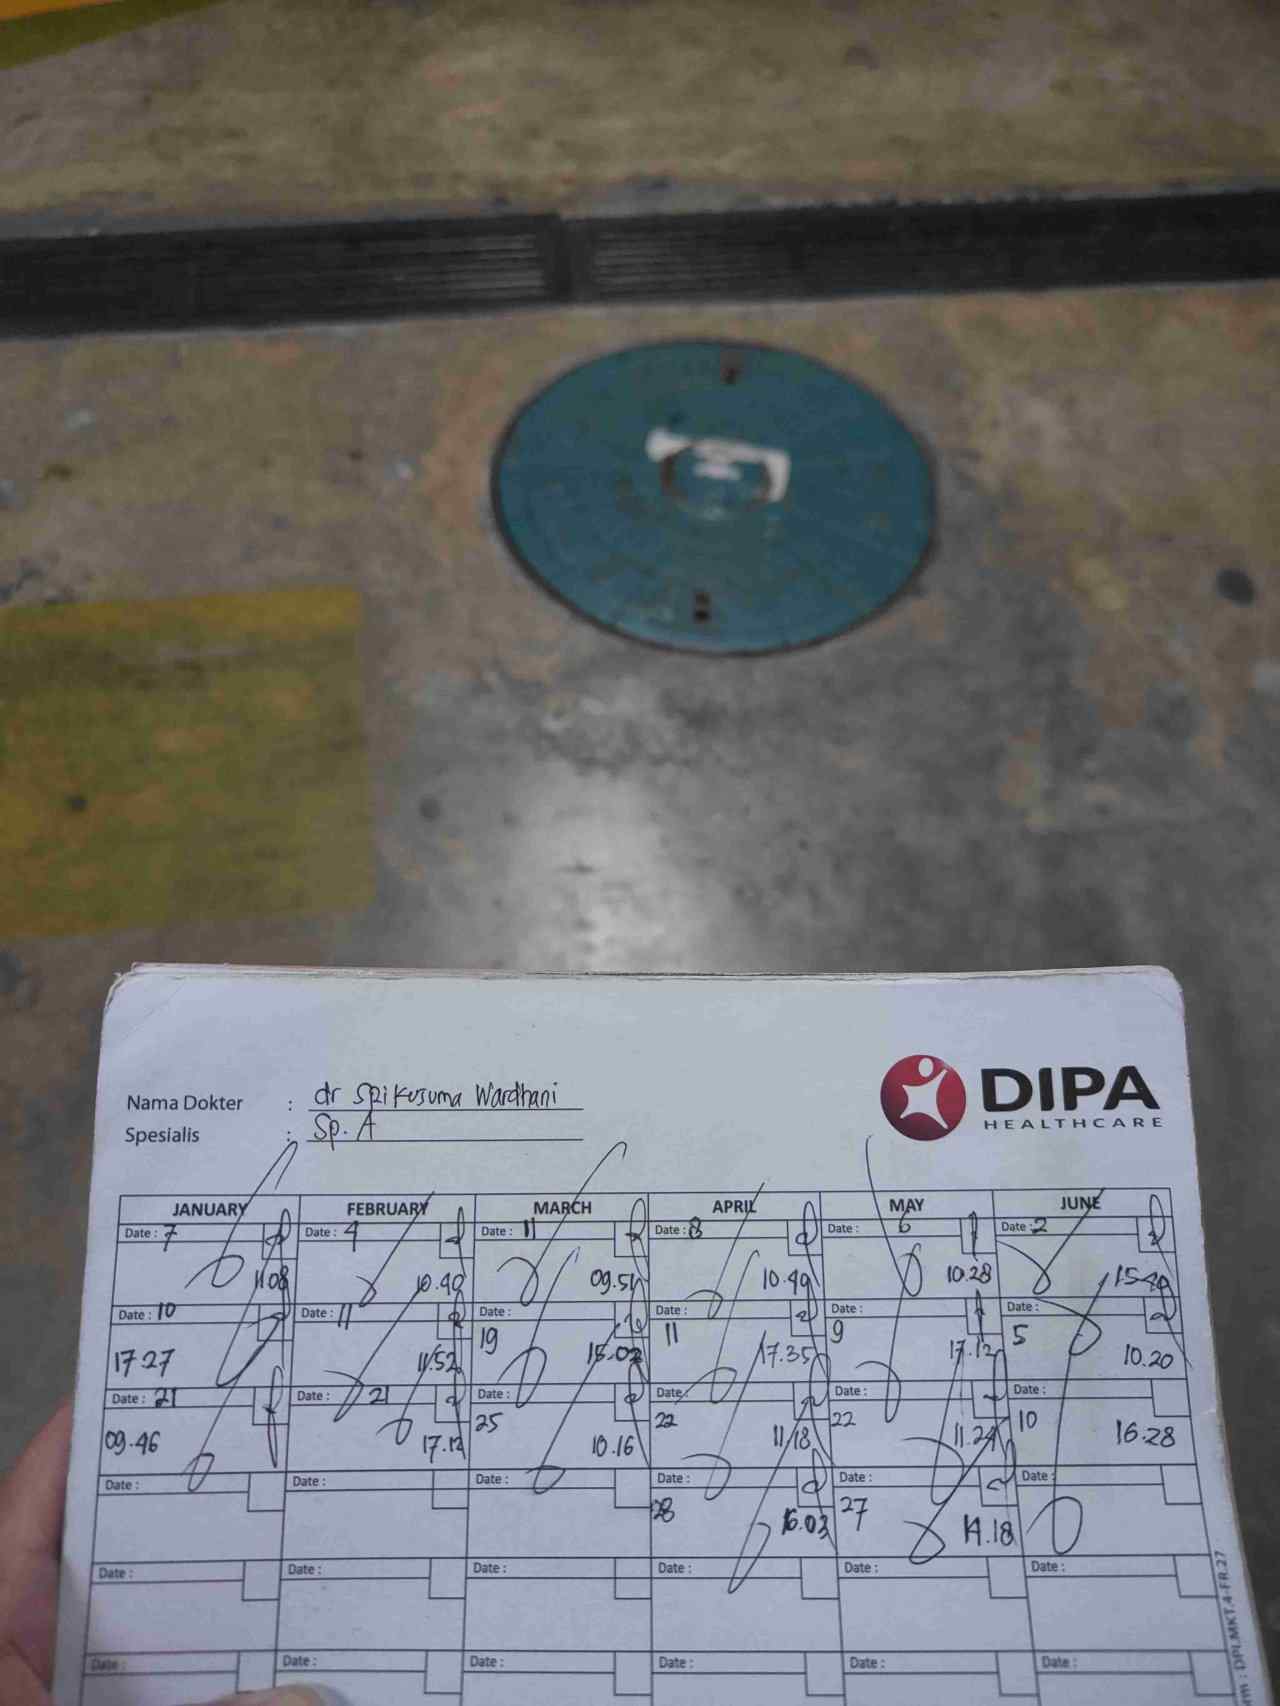 Nama Dokter : dr Sri Kusuma Wardhani
Spesialis : Sp. A
DIPA
HEALTHCARE
JANUARY FEBRUARY MARCH APRIL MAY JUNE
Date : 7 Date : 4 Date : 11 Date : 8 Date : 6 Date : 2
11.08 10.40 09.51 10.49 10.28 15.40
Date : 10 Date : 11 Date : 19 Date : 11 Date : 9 Date : 5
17.27 11.52 15.02 17.35 17.12 10.20
Date : 21 Date : 21 Date : 25 Date : 22 Date : 22 Date : 10
09.46 17.12 10.16 11.18 11.24 16.28
Date : Date : Date : Date : 28 Date : 27 Date :
16.03 14.18
Date : Date : Date : Date : Date : Date :
Date : Date : Date : Date : Date : Date :
: DPI.MKT.4-FR.27